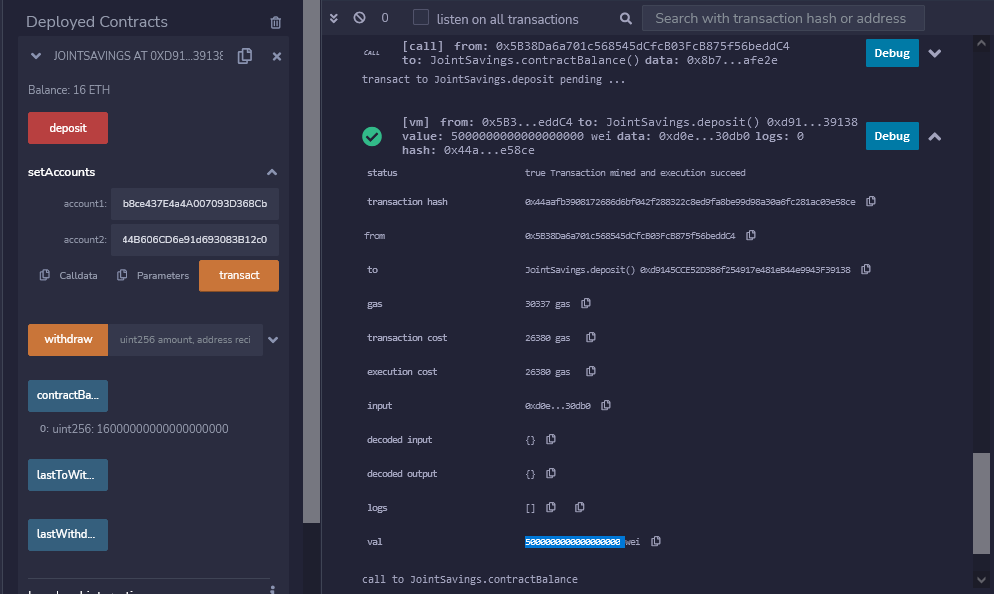 Deployed Contracts
JOINTSAVINGS AT 0XD91...39138
Balance: 16 ETH
deposit
setAccounts
account1: b8ce437E4a4A007093D368Cb
account2: 44B606CD6e91d693083B12c0
Calldata Parameters transact
withdraw uint256 amount, address reci
contractBa...
0: uint256: 16000000000000000000
lastToWit...
lastWithd...
0 listen on all transactions Search with transaction hash or address
CALL [call] from: 0x5B38Da6a701c568545dCfcB03FcB875f56beddC4
to: JointSavings.contractBalance() data: 0x8b7...afe2e
Debug
transact to JointSavings.deposit pending ...
[vm] from: 0x5B3...eddC4 to: JointSavings.deposit() 0xd91...39138
value: 5000000000000000000 wei data: 0xd0e...30db0 logs: 0
hash: 0x44a...e58ce
Debug
status true Transaction mined and execution succeed
transaction hash 0x44aafb3908172686d6bf042f288322c8ed9fa8be99d98a30a6fc281ac03e58ce
from 0x5B38Da6a701c568545dCfcB03FcB875f56beddC4
to JointSavings.deposit() 0xd9145CCE52D386f254917e481eB44e9943F39138
gas 30337 gas
transaction cost 26380 gas
execution cost 26380 gas
input 0xd0e...30db0
decoded input {}
decoded output {}
logs []
val 5000000000000000000 wei
call to JointSavings.contractBalance